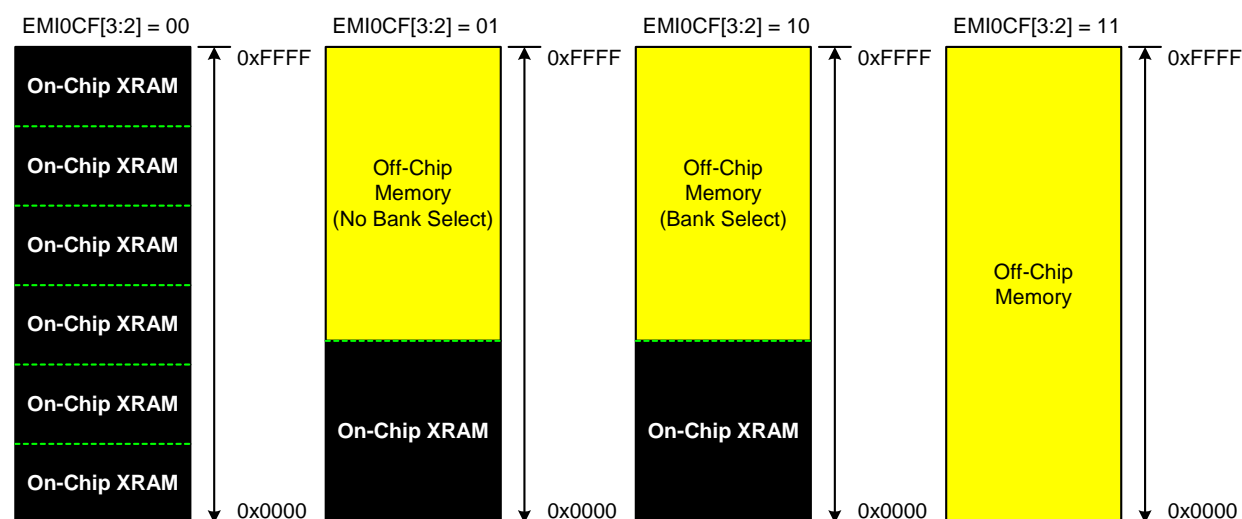 EMI0CF[3:2] = 00
0xFFFF
On-Chip XRAM
On-Chip XRAM
On-Chip XRAM
On-Chip XRAM
On-Chip XRAM
On-Chip XRAM
0x0000
EMI0CF[3:2] = 01
0xFFFF
Off-Chip
Memory
(No Bank Select)
On-Chip XRAM
0x0000
EMI0CF[3:2] = 10
0xFFFF
Off-Chip
Memory
(Bank Select)
On-Chip XRAM
0x0000
EMI0CF[3:2] = 11
0xFFFF
Off-Chip
Memory
0x0000